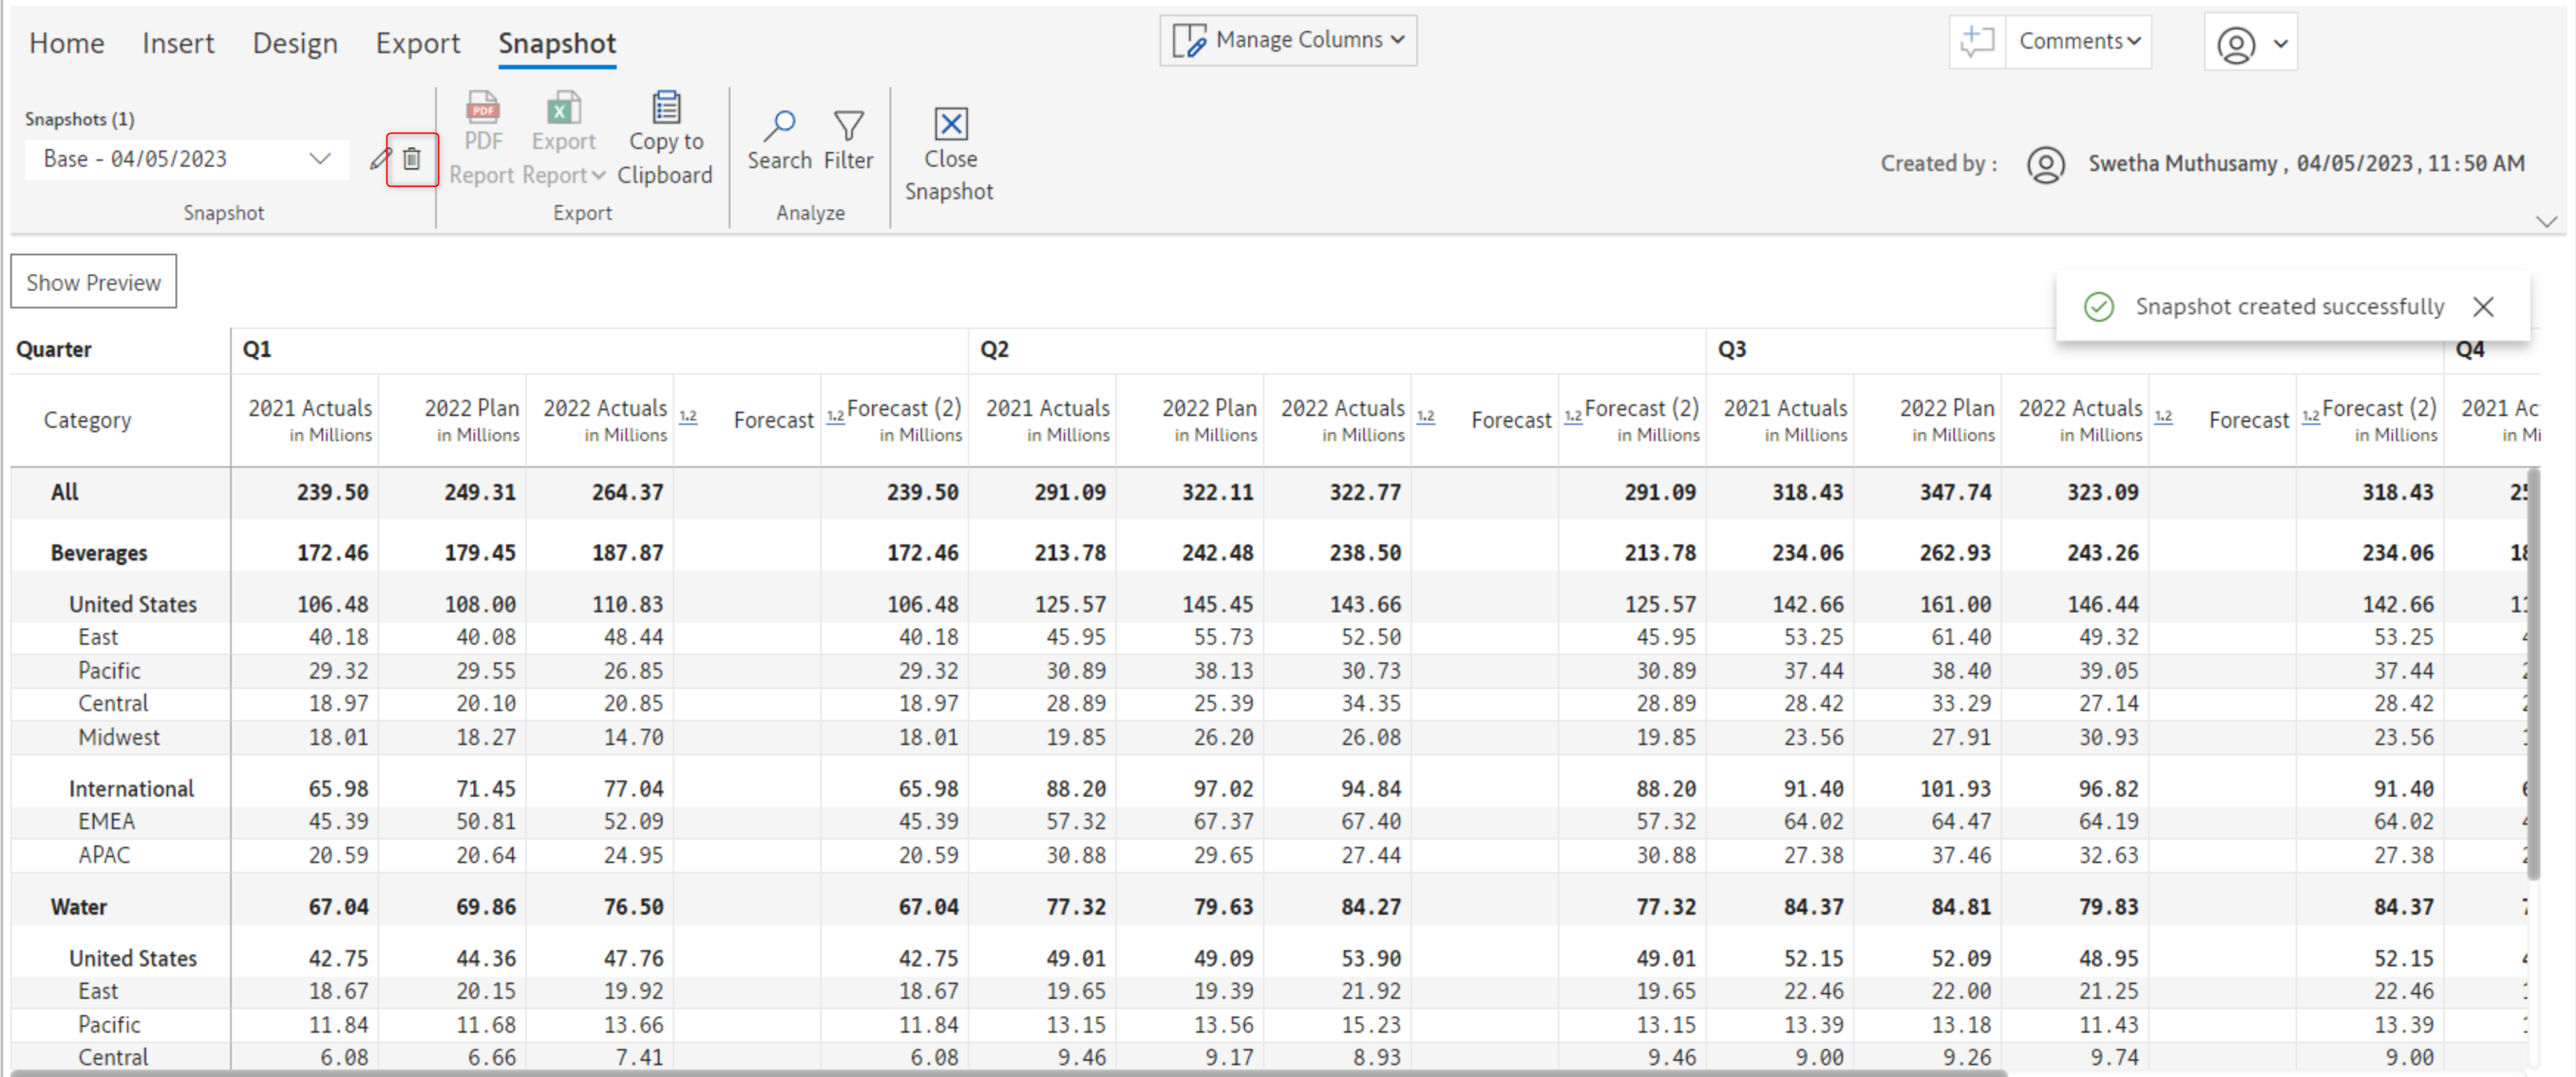 Home Insert Design Export Snapshot Manage Columns Comments
Snapshots (1)
Base - 04/05/2023
PDF Report Export Report Copy to Clipboard Search Filter Close Snapshot
Created by : Swetha Muthusamy , 04/05/2023, 11:50 AM
Snapshot Export Analyze
Show Preview
Snapshot created successfully
Quarter Q1 Q2 Q3 Q4
Category 2021 Actuals in Millions 2022 Plan in Millions 2022 Actuals in Millions 1.2 Forecast 1.2 Forecast (2) in Millions 2021 Actuals in Millions 2022 Plan in Millions 2022 Actuals in Millions 1.2 Forecast 1.2 Forecast (2) in Millions 2021 Actuals in Millions 2022 Plan in Millions 2022 Actuals in Millions 1.2 Forecast 1.2 Forecast (2) in Millions 2021
All 239.50 249.31 264.37 239.50 291.09 322.11 322.77 291.09 318.43 347.74 323.09 318.43
Beverages 172.46 179.45 187.87 172.46 213.78 242.48 238.50 213.78 234.06 262.93 243.26 234.06
United States 106.48 108.00 110.83 106.48 125.57 145.45 143.66 125.57 142.66 161.00 146.44 142.66
East 40.18 40.08 48.44 40.18 45.95 55.73 52.50 45.95 53.25 61.40 49.32 53.25
Pacific 29.32 29.55 26.85 29.32 30.89 38.13 30.73 30.89 37.44 38.40 39.05 37.44
Central 18.97 20.10 20.85 18.97 28.89 25.39 34.35 28.89 28.42 33.29 27.14 28.42
Midwest 18.01 18.27 14.70 18.01 19.85 26.20 26.08 19.85 23.56 27.91 30.93 23.56
International 65.98 71.45 77.04 65.98 88.20 97.02 94.84 88.20 91.40 101.93 96.82 91.40
EMEA 45.39 50.81 52.09 45.39 57.32 67.37 67.40 57.32 64.02 64.47 64.19 64.02
APAC 20.59 20.64 24.95 20.59 30.88 29.65 27.44 30.88 27.38 37.46 32.63 27.38
Water 67.04 69.86 76.50 67.04 77.32 79.63 84.27 77.32 84.37 84.81 79.83 84.37
United States 42.75 44.36 47.76 42.75 49.01 49.09 53.90 49.01 52.15 52.09 48.95 52.15
East 18.67 20.15 19.92 18.67 19.65 19.39 21.92 19.65 22.46 22.00 21.25 22.46
Pacific 11.84 11.68 13.66 11.84 13.15 13.56 15.23 13.15 13.39 13.18 11.43 13.39
Central 6.08 6.66 7.41 6.08 9.46 9.17 8.93 9.46 9.00 9.26 9.74 9.00